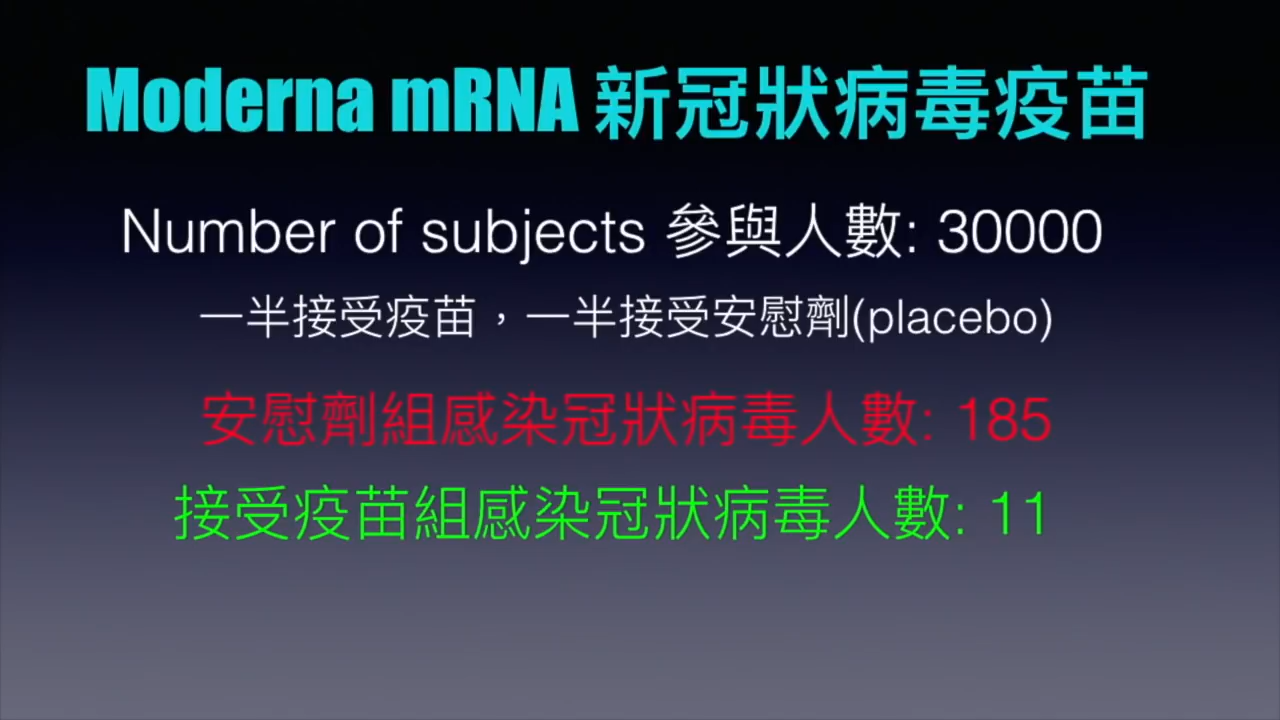 Moderna mRNA 新冠狀病毒疫苗
Number of subjects 參與人數: 30000
一半接受疫苗，一半接受安慰劑(placebo)
安慰劑組感染冠狀病毒人數: 185
接受疫苗組感染冠狀病毒人數: 11